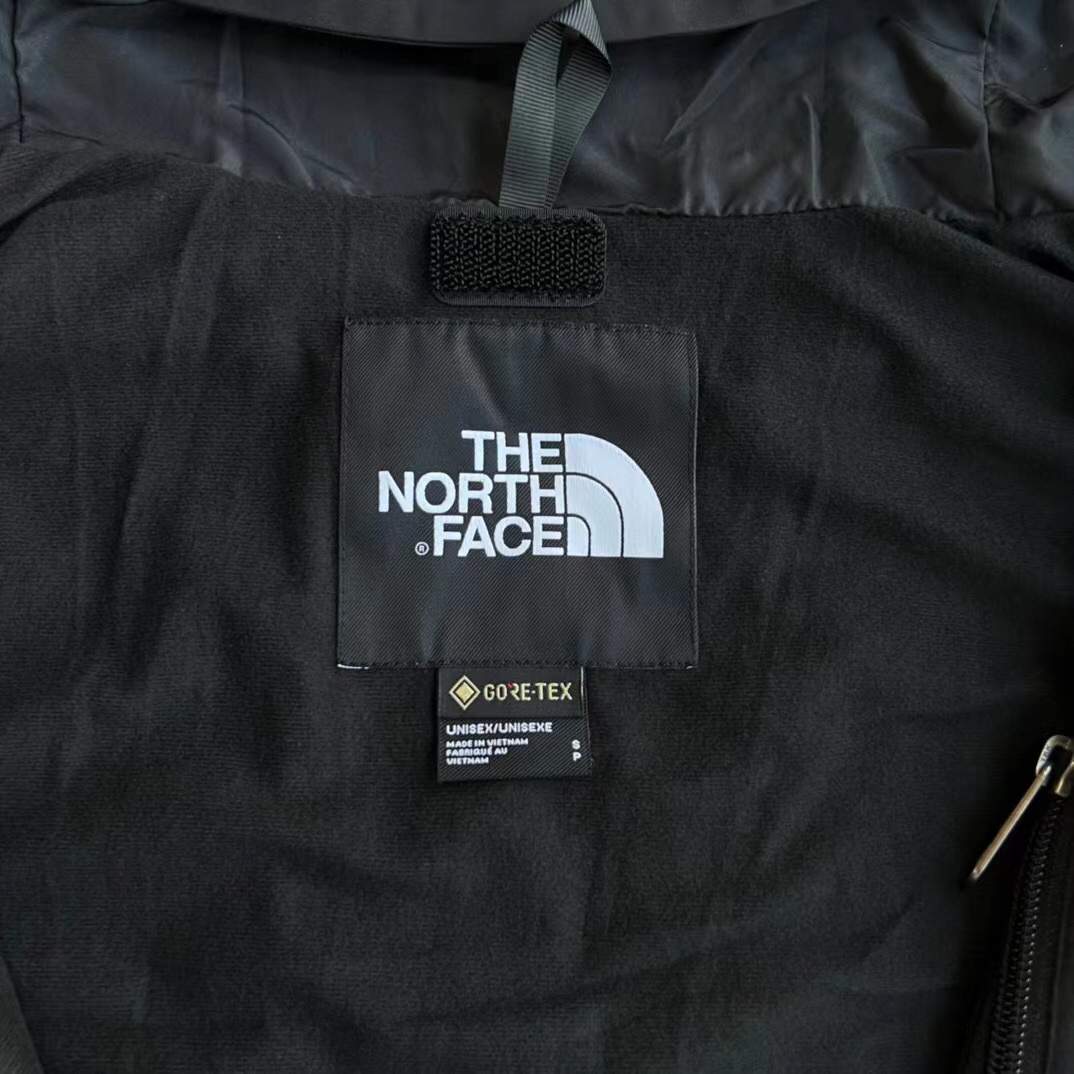 THE
NORTH
® FACE
GORE-TEX
UNISEX/UNISEXE
MADE IN VIETNAM S
FABRIQUÉ AU P
VIETNAM